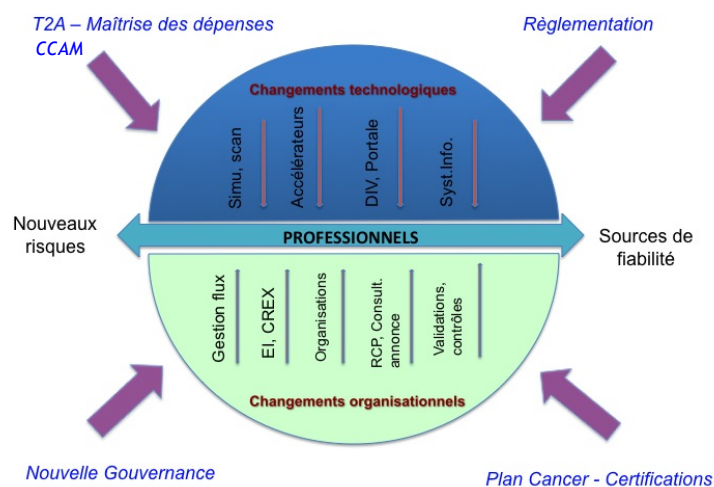 T2A – Maîtrise des dépenses
CCAM
Règlementation
Changements technologiques
Simu, scan
Accélérateurs
DIV, Portale
Syst.Info.
Nouveaux
risques
PROFESSIONNELS
Sources de
fiabilité
Gestion flux
EI, CREX
Organisations
RCP, Consult.
annonce
Validations,
contrôles
Changements organisationnels
Nouvelle Gouvernance
Plan Cancer - Certifications